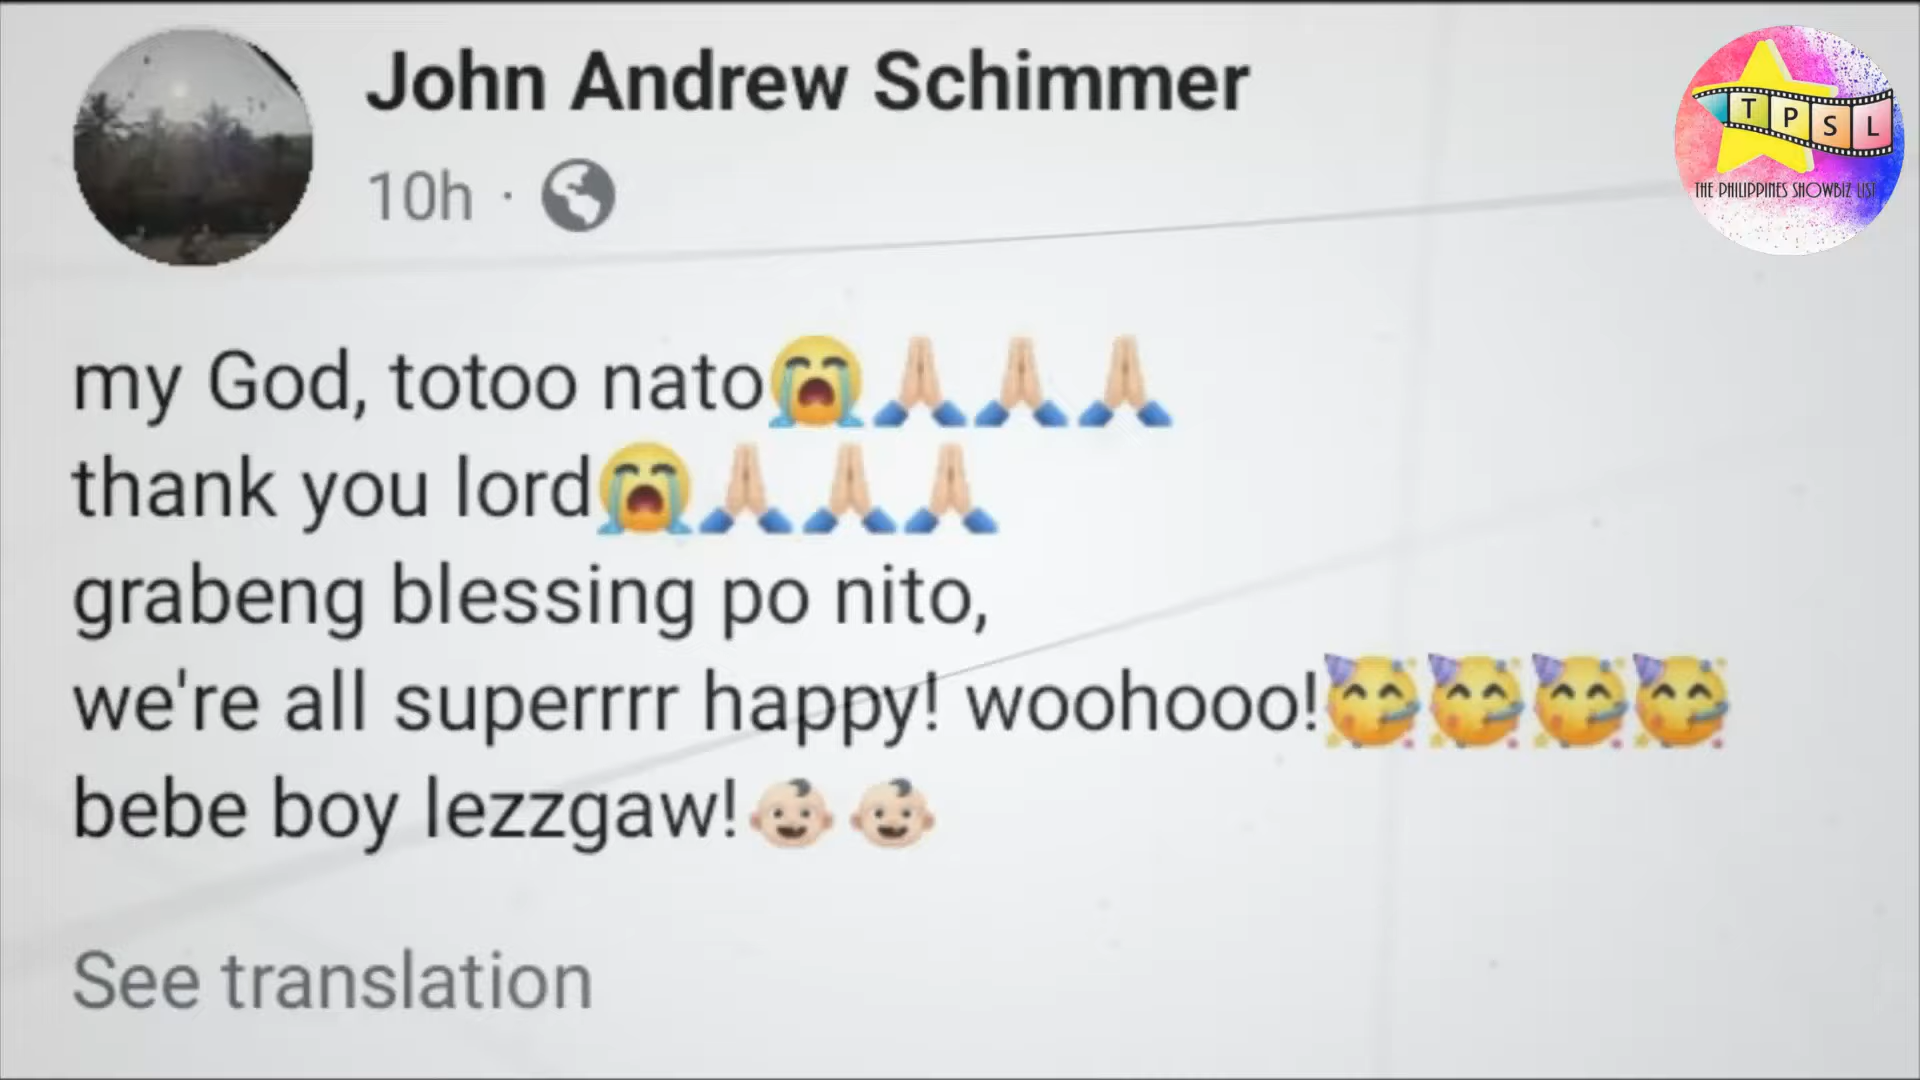 John Andrew Schimmer
10h ·
T P S L
THE PHILIPPINES SHOWBIZ LIST
my God, totoo nato😭🙏🏻🙏🏻🙏🏻
thank you lord😭🙏🏻🙏🏻🙏🏻
grabeng blessing po nito,
we're all superrrr happy! woohooo!🥳🥳🥳🥳
bebe boy lezzgaw!👶🏻👶🏻
See translation